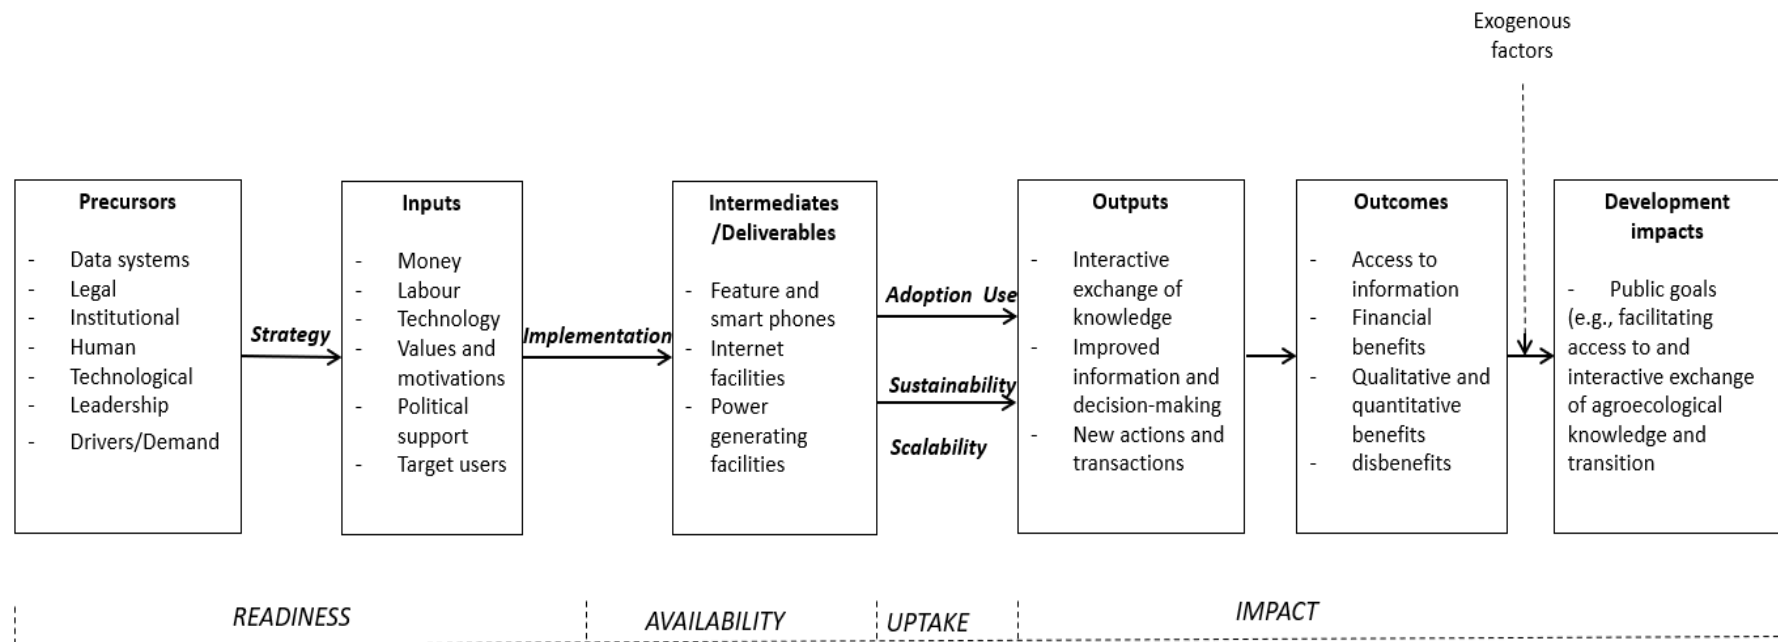 Exogenous
factors
Precursors
- Data systems
- Legal
- Institutional
- Human
- Technological
- Leadership
- Drivers/Demand
Strategy
Inputs
- Money
- Labour
- Technology
- Values and
motivations
- Political
support
- Target users
Implementation
Intermediates
/Deliverables
- Feature and
smart phones
- Internet
facilities
- Power
generating
facilities
Adoption Use
Sustainability
Scalability
Outputs
- Interactive
exchange of
knowledge
- Improved
information and
decision-making
- New actions and
transactions
Outcomes
- Access to
information
- Financial
benefits
- Qualitative and
quantitative
benefits
- disbenefits
Development
impacts
- Public goals
(e.g., facilitating
access to and
interactive exchange
of agroecological
knowledge and
transition
READINESS
AVAILABILITY
UPTAKE
IMPACT